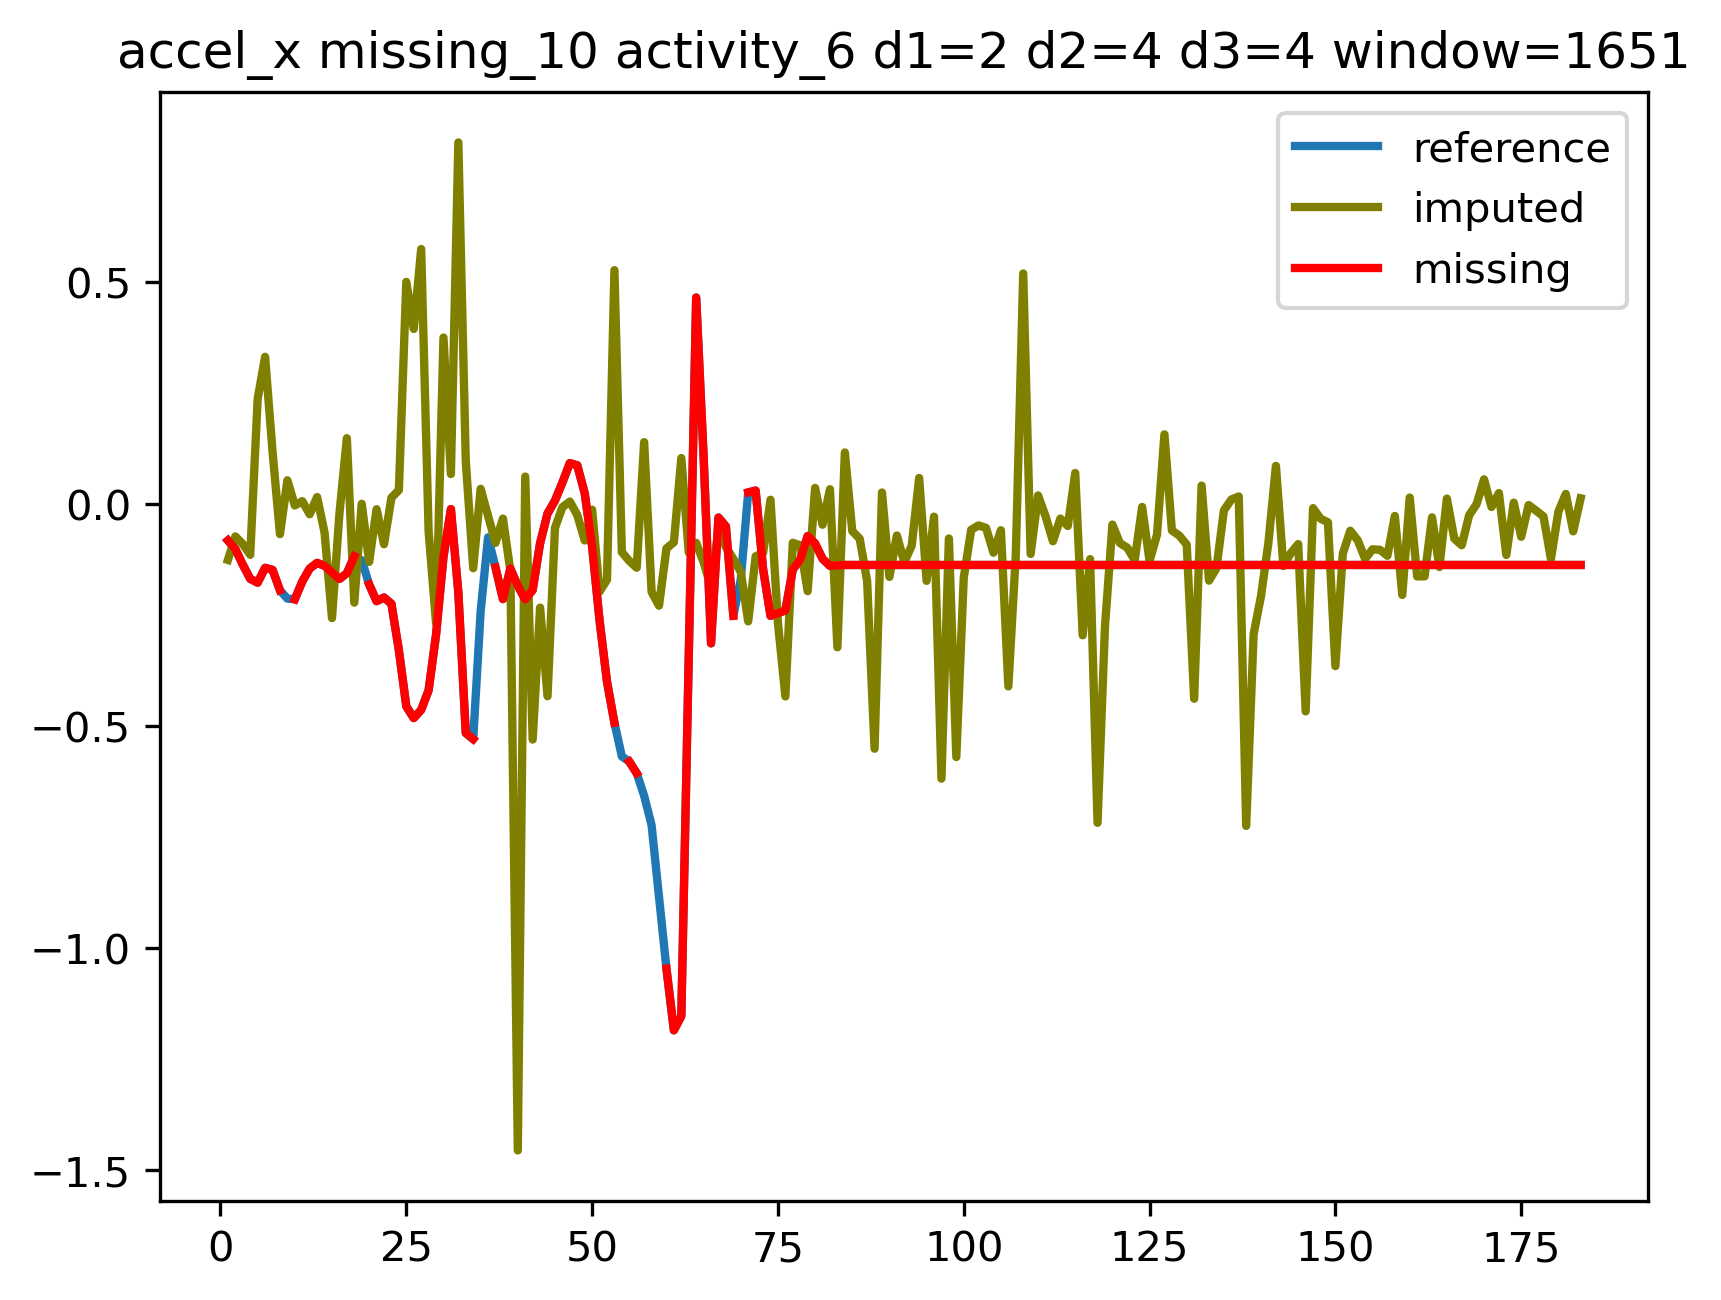 accel_x missing_10 activity_6 d1=2 d2=4 d3=4 window=1651
reference
imputed
missing
0.5
0.0
−0.5
−1.0
−1.5
0 25 50 75 100 125 150 175